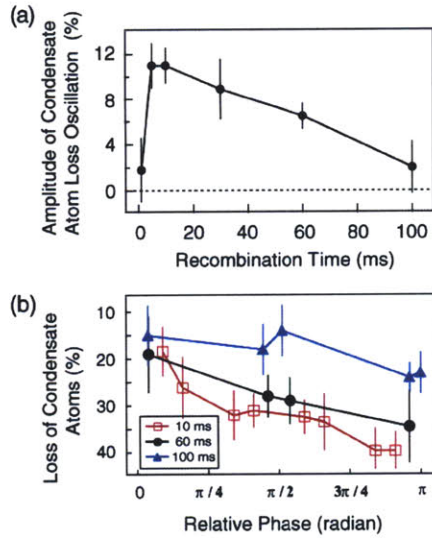 (a)
Amplitude of Condensate
Atom Loss Oscillation (%)
12
8
4
0
0 20 40 60 80 100
Recombination Time (ms)
(b)
Loss of Condensate
Atoms (%)
10
20
30
40
10 ms
60 ms
100 ms
0 π/4 π/2 3π/4 π
Relative Phase (radian)